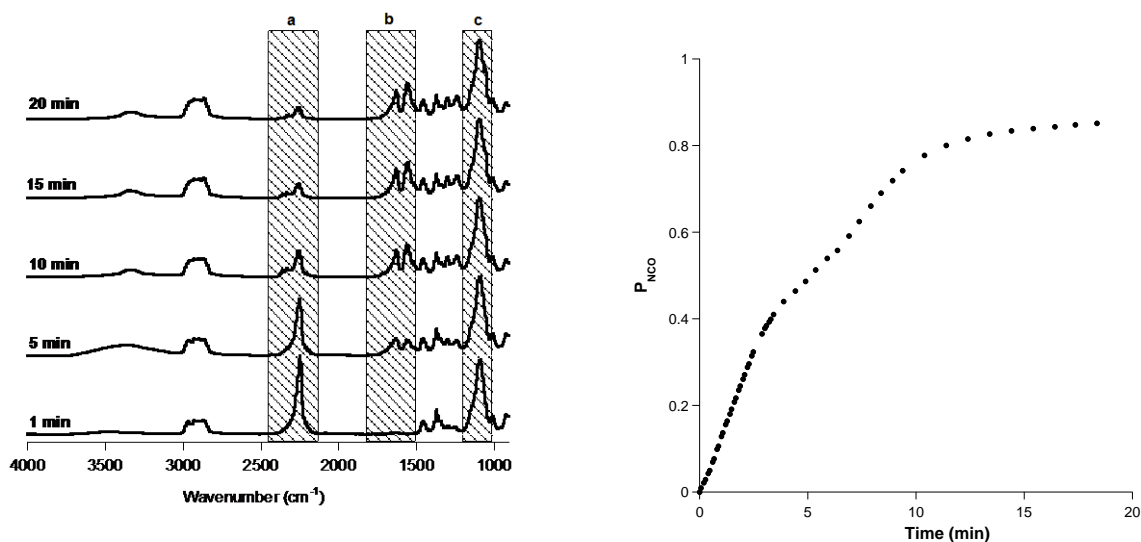 a b c
20 min
15 min
10 min
5 min
1 min
4000 3500 3000 2500 2000 1500 1000
Wavenumber (cm⁻¹)
1
0.8
0.6
0.4
0.2
0
P_NCO
0 5 10 15 20
Time (min)